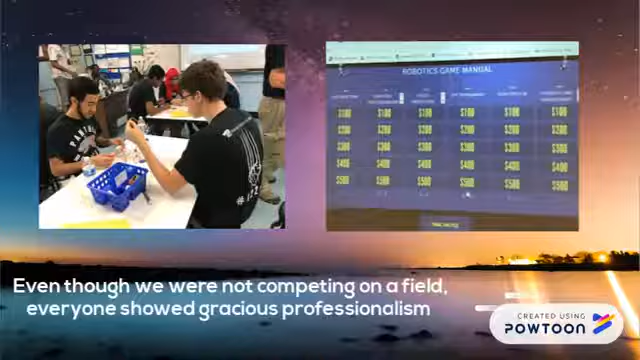 ROBOTICS GAME MANUAL
$100 $100 $100 $100 $100 $100
$200 $200 $200 $200 $200 $200
$300 $300 $300 $300 $300 $300
$400 $400 $400 $400 $400 $400
$500 $500 $500 $500 $500 $500
Even though we were not competing on a field,
everyone showed gracious professionalism
CREATED USING
POWTOON